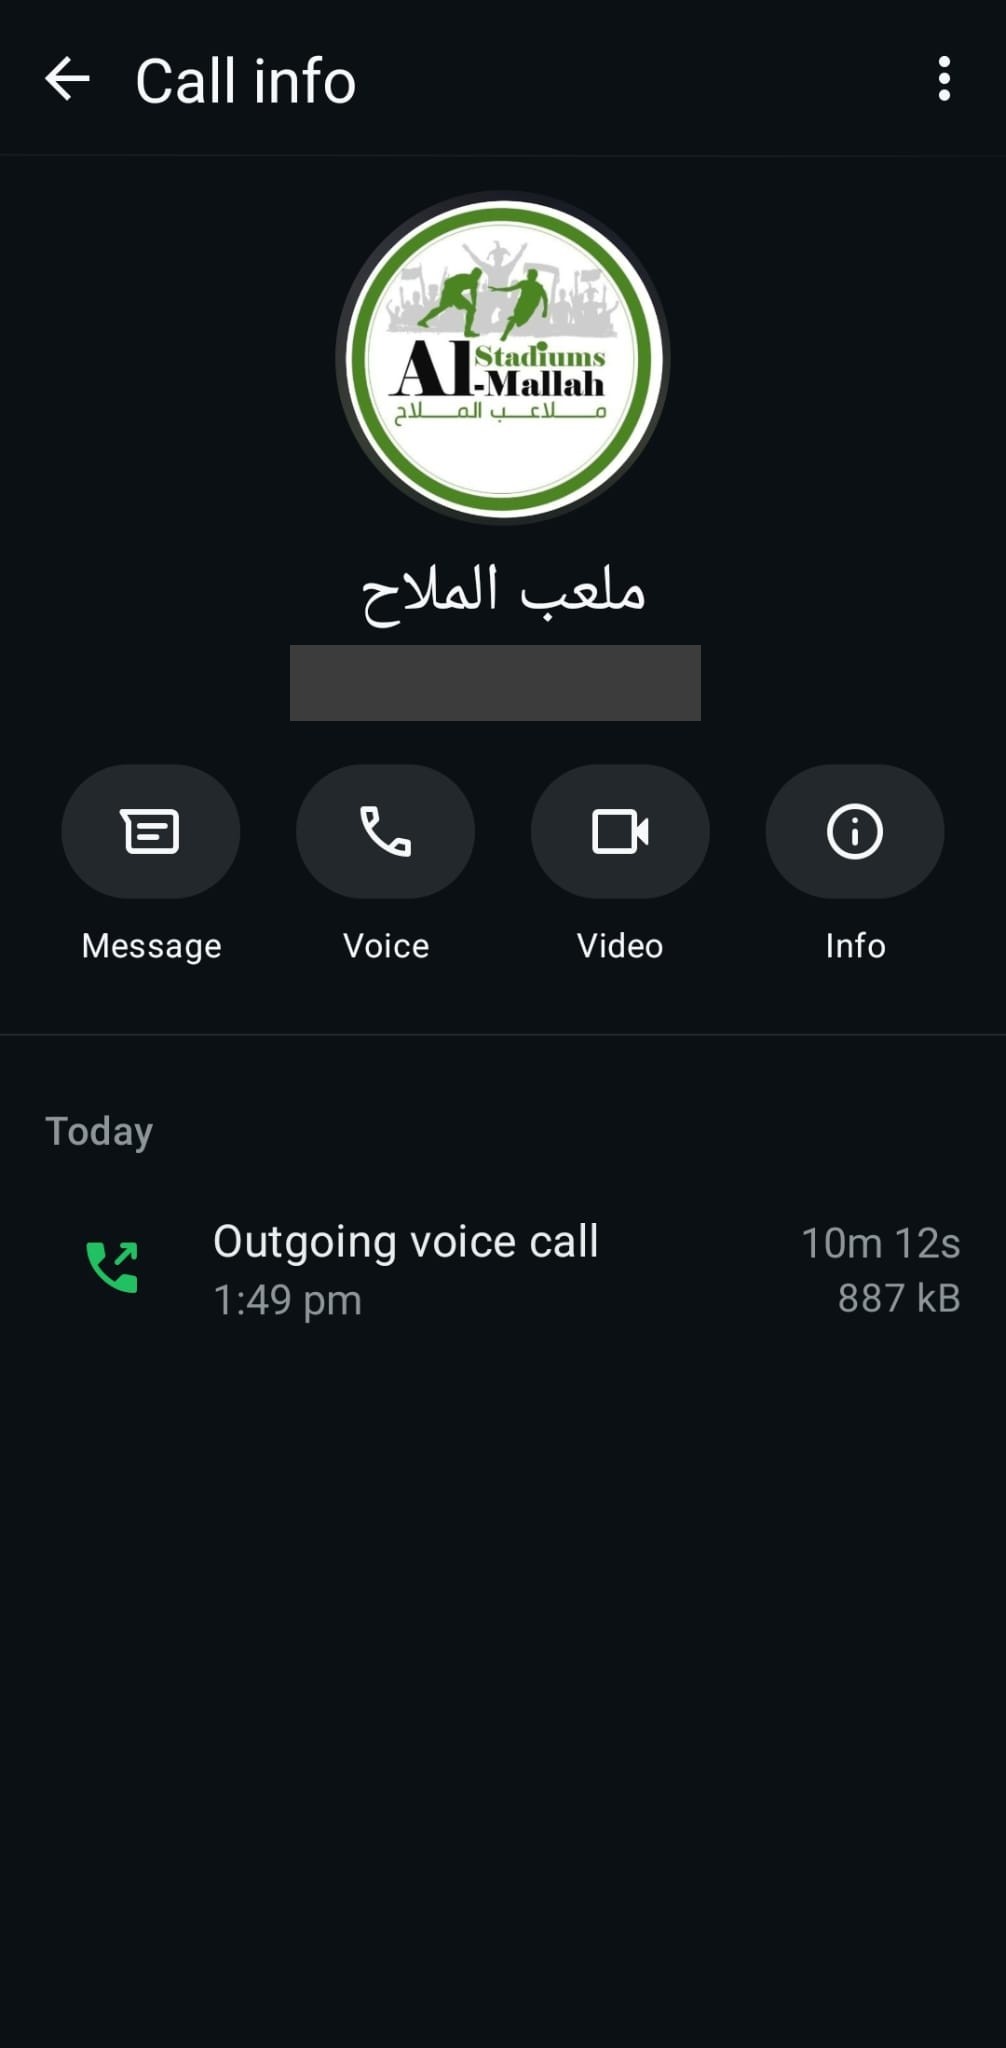 Call info
Stadiums
Al-Mallah
ملاعب الملاح
ملعب الملاح
Message Voice Video Info
Today
Outgoing voice call 10m 12s
1:49 pm 887 kB